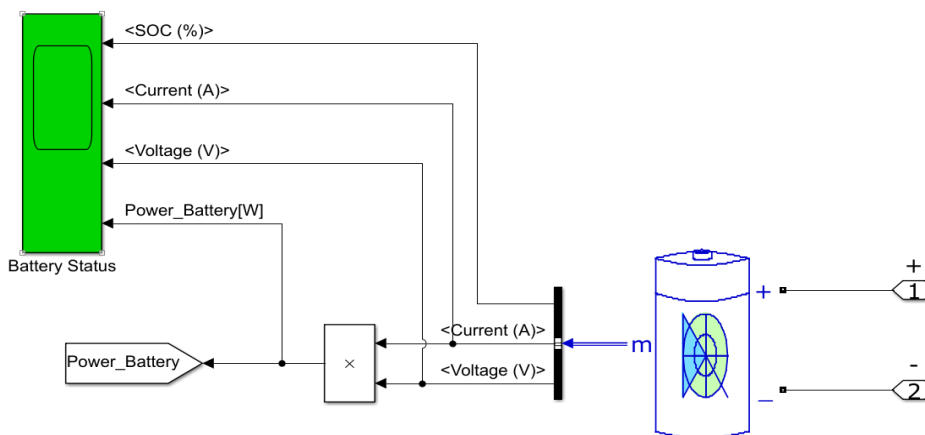 <SOC (%)>
<Current (A)>
<Voltage (V)>
Power_Battery[W]
Battery Status
+
1
+
<Current (A)>
m
×
Power_Battery
<Voltage (V)>
-
2
–